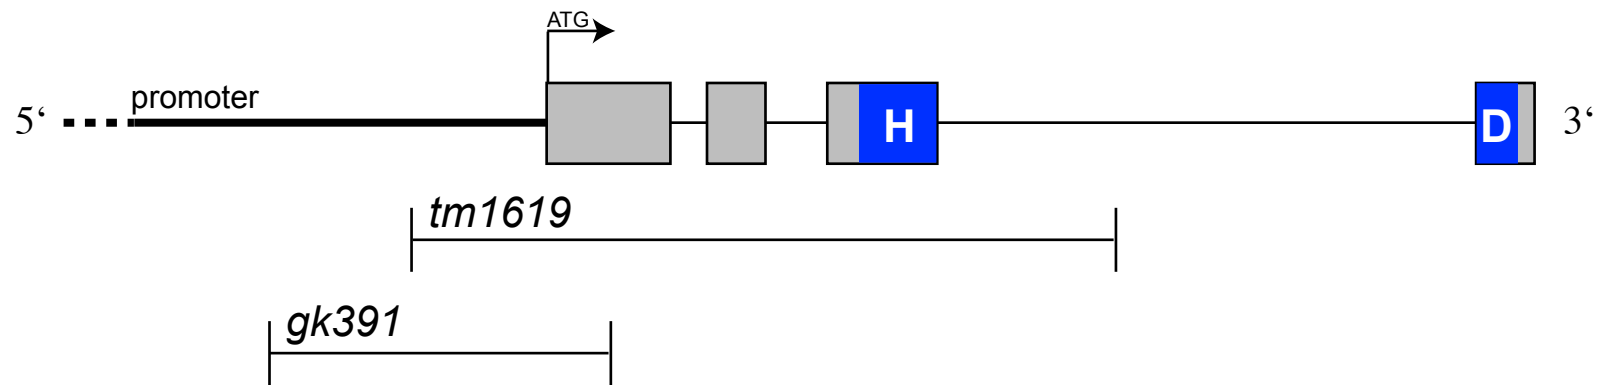 ATG
promoter
5‘
H
D
3‘
tm1619
gk391